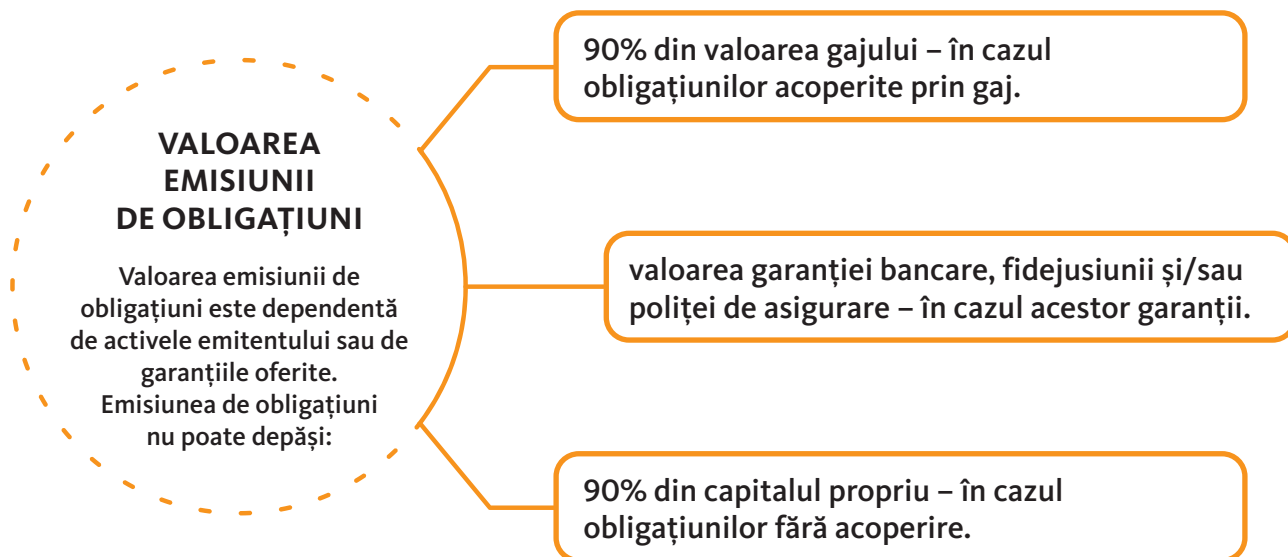 VALOAREA
EMISIUNII
DE OBLIGAȚIUNI
Valoarea emisiunii de
obligațiuni este dependentă
de activele emitentului sau de
garanțiile oferite.
Emisiunea de obligațiuni
nu poate depăși:
90% din valoarea gajului – în cazul
obligațiunilor acoperite prin gaj.
valoarea garanției bancare, fidejusiunii și/sau
poliței de asigurare – în cazul acestor garanții.
90% din capitalul propriu – în cazul
obligațiunilor fără acoperire.